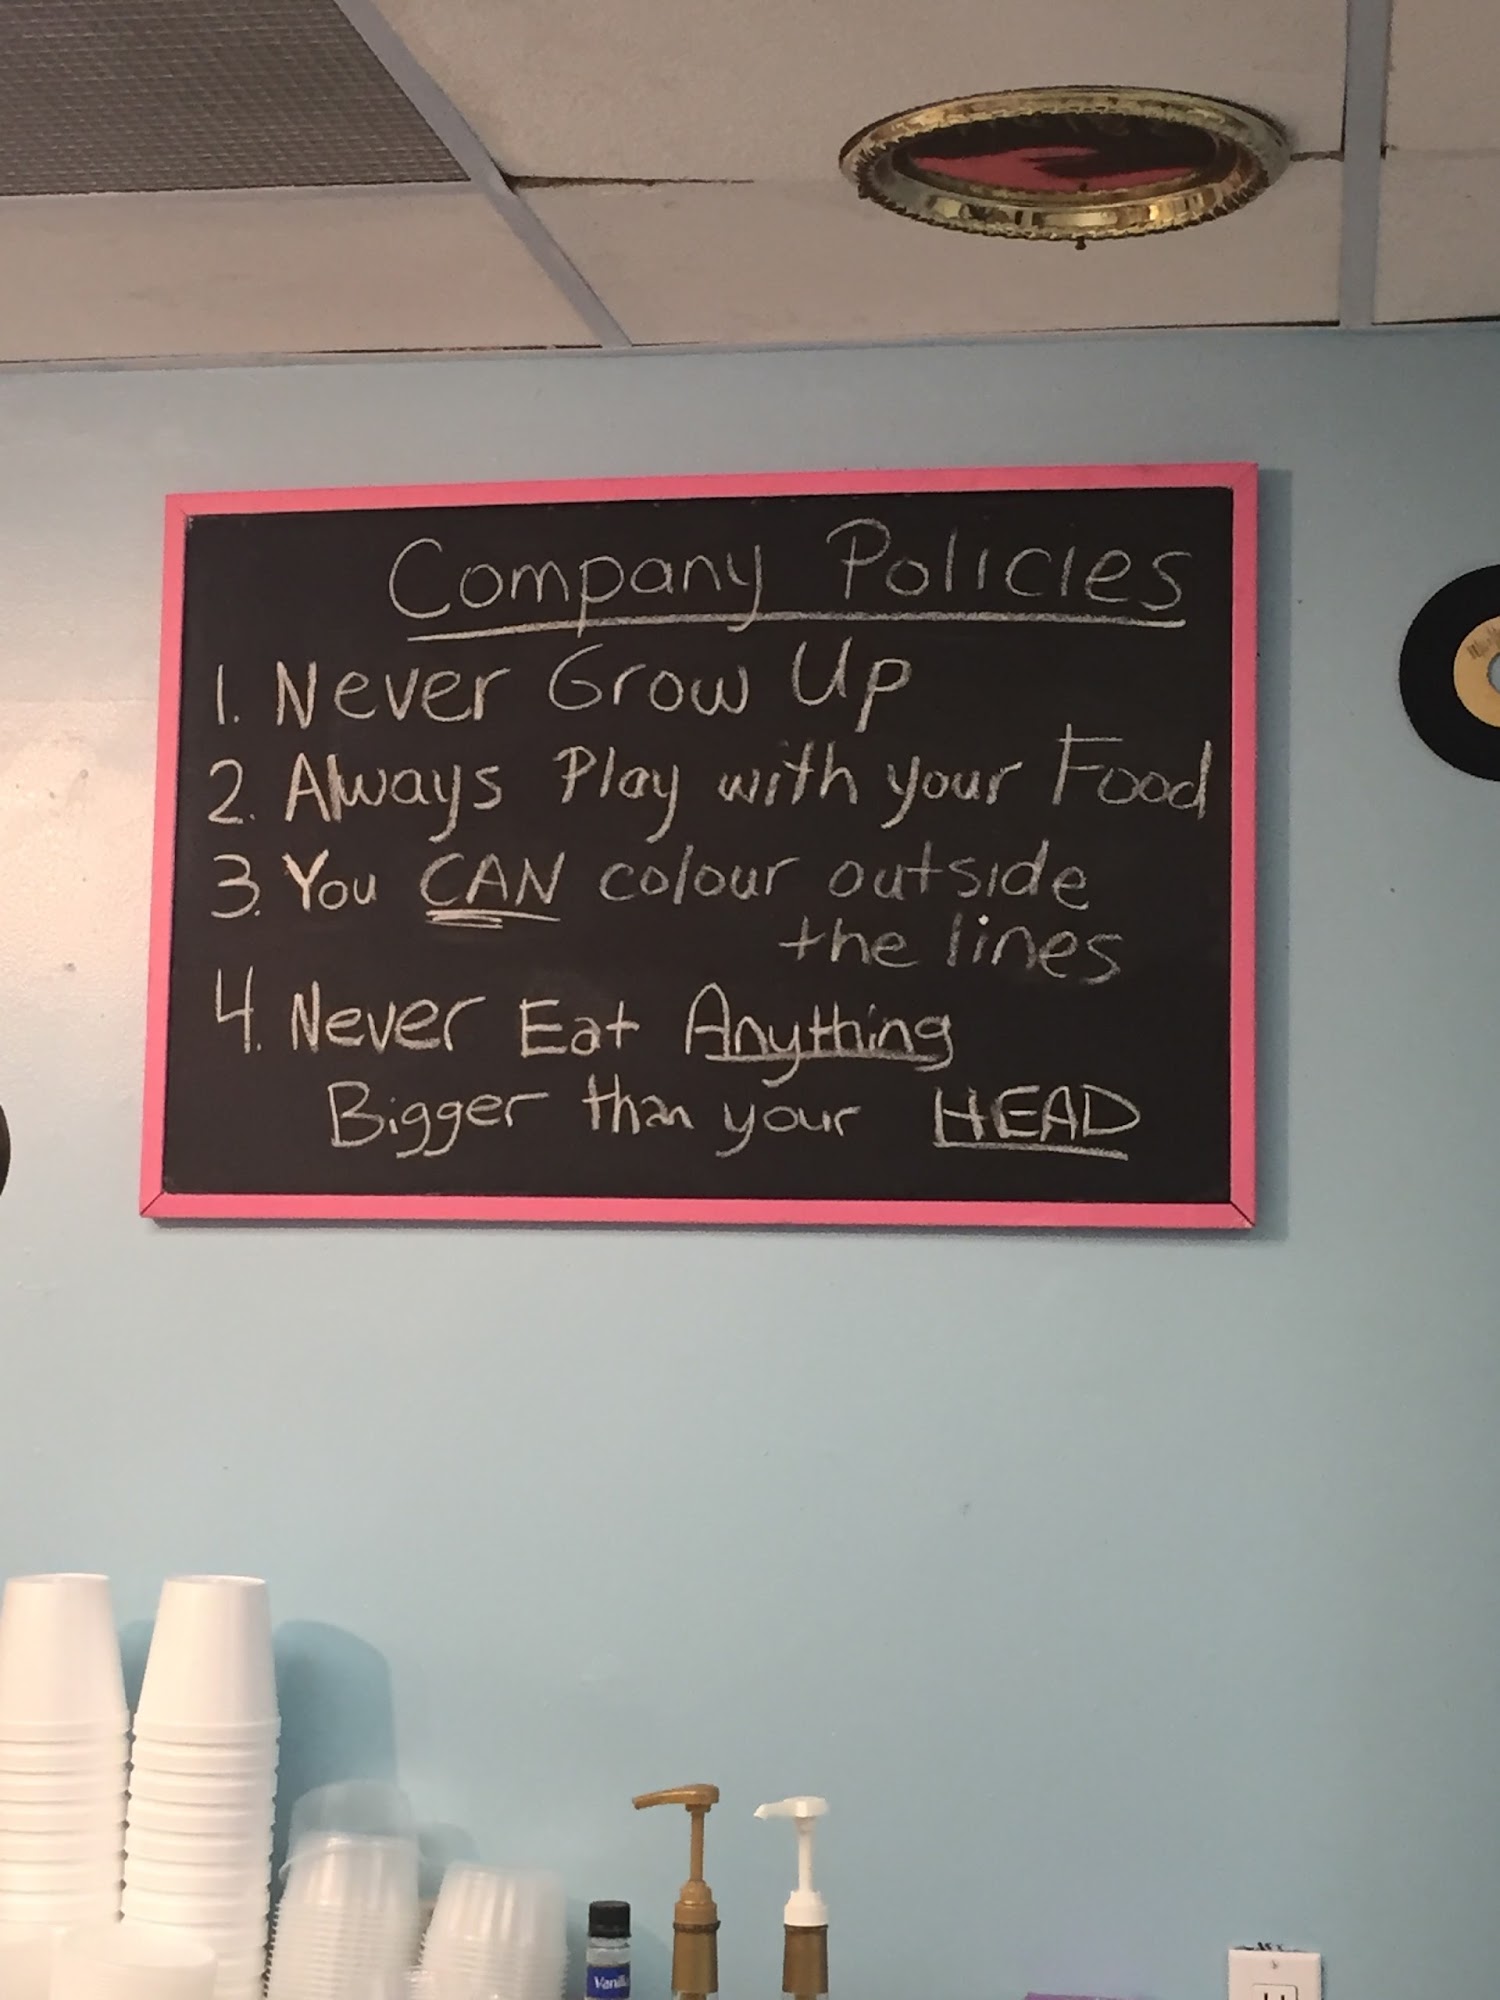 Company Policies
1. Never Grow Up
2. Always Play with your Food
3. You CAN colour outside
the lines
4. Never Eat Anything
Bigger than your HEAD